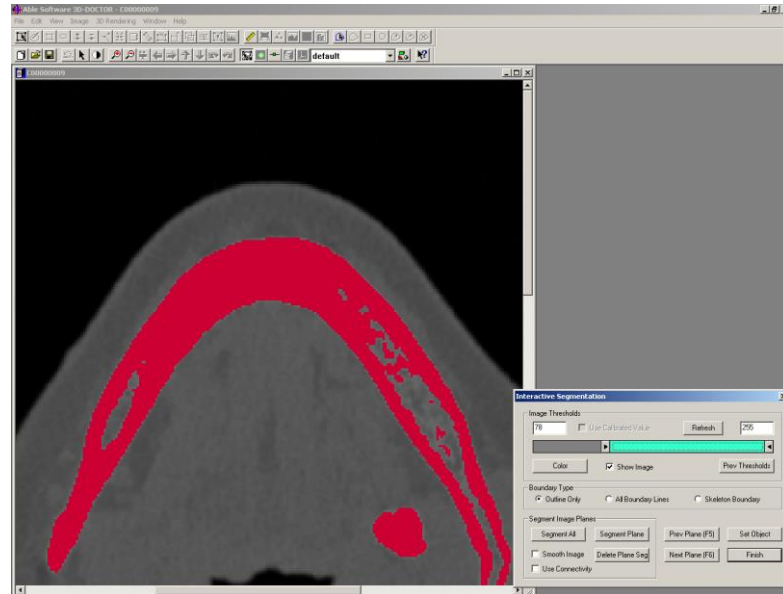 Able Software 3D-DOCTOR - C00000009
File Edit View Image 3D Rendering Window Help
default
C00000009
Interactive Segmentation
Image Thresholds
78 Use Calibrated Value Refresh 255
Color Show Image Prev Thresholds
Boundary Type
Outline Only All Boundary Lines Skeleton Boundary
Segment Image Planes
Segment All Segment Plane Prev Plane (F5) Set Object
Smooth Image Delete Plane Seg Next Plane (F6) Finish
Use Connectivity